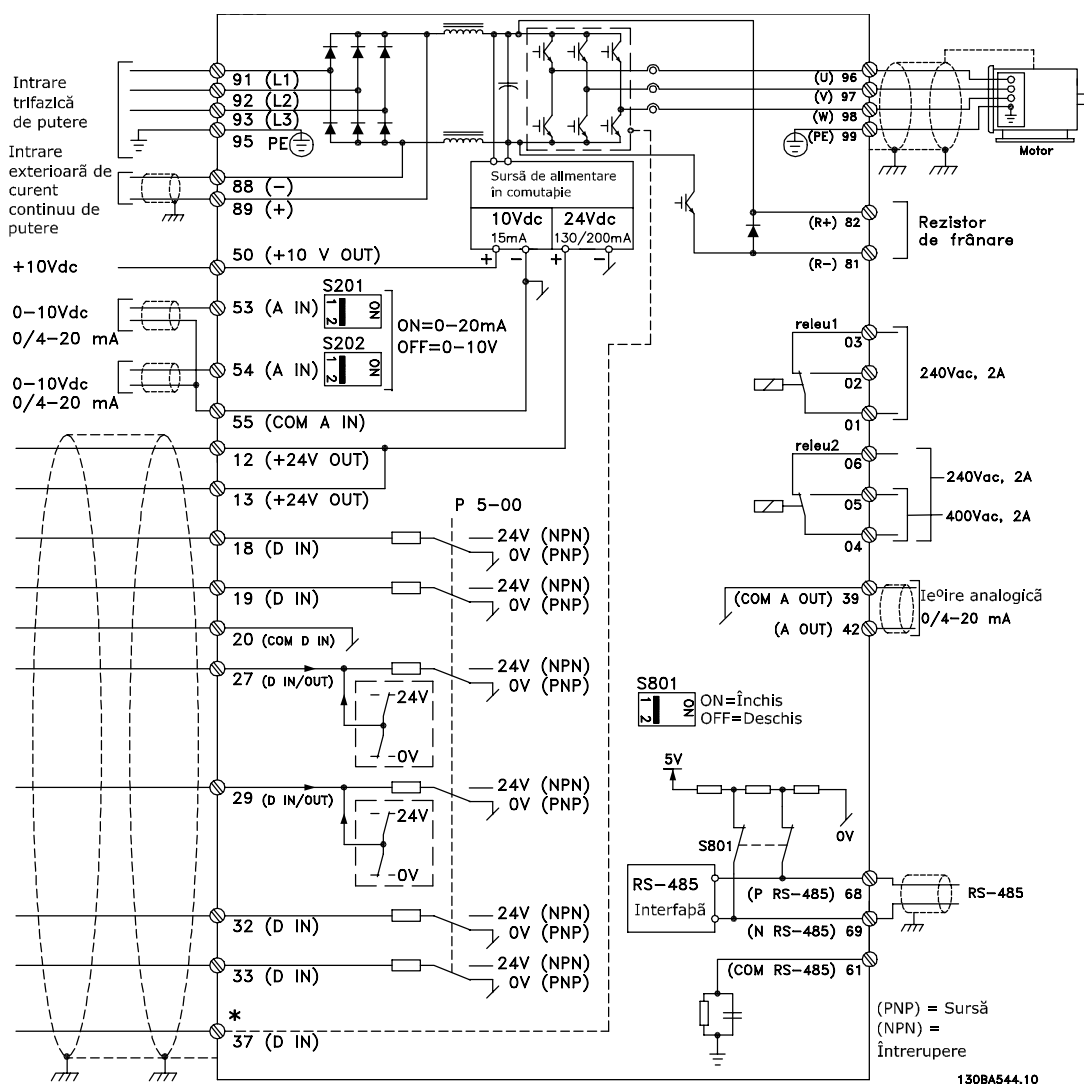 Intrare
trifazică
de putere
91 (L1)
92 (L2)
93 (L3)
95 PE
Intrare
exterioară de
curent
continuu de
putere
88 (−)
89 (+)
(U) 96
(V) 97
(W) 98
(PE) 99
Motor
Sursă de alimentare
in comutaþie
10Vdc
15mA
24Vdc
130/200mA
+ − + −
(R+) 82
(R−) 81
Rezistor
de frânare
+10Vdc
50 (+10 V OUT)
0−10Vdc
0/4−20 mA
53 (A IN)
S201
1 2
ON
ON=0−20mA
OFF=0−10V
S202
1 2
ON
0−10Vdc
0/4−20 mA
54 (A IN)
55 (COM A IN)
12 (+24V OUT)
13 (+24V OUT)
releu1
03
02
01
240Vac, 2A
releu2
06
05
04
240Vac, 2A
400Vac, 2A
P 5−00
18 (D IN)
24V (NPN)
0V (PNP)
19 (D IN)
24V (NPN)
0V (PNP)
20 (COM D IN)
27 (D IN/OUT)
24V (NPN)
0V (PNP)
24V
0V
29 (D IN/OUT)
24V (NPN)
0V (PNP)
24V
0V
32 (D IN)
24V (NPN)
0V (PNP)
33 (D IN)
24V (NPN)
0V (PNP)
*
37 (D IN)
(COM A OUT) 39
(A OUT) 42
Ieºire analogică
0/4−20 mA
S801
1 2
ON
ON=Închis
OFF=Deschis
5V
0V
S801
RS−485
Interfaþă
(P RS−485) 68
(N RS−485) 69
RS−485
(COM RS−485) 61
(PNP) = Sursă
(NPN) =
Întrerupere
130BA544.10